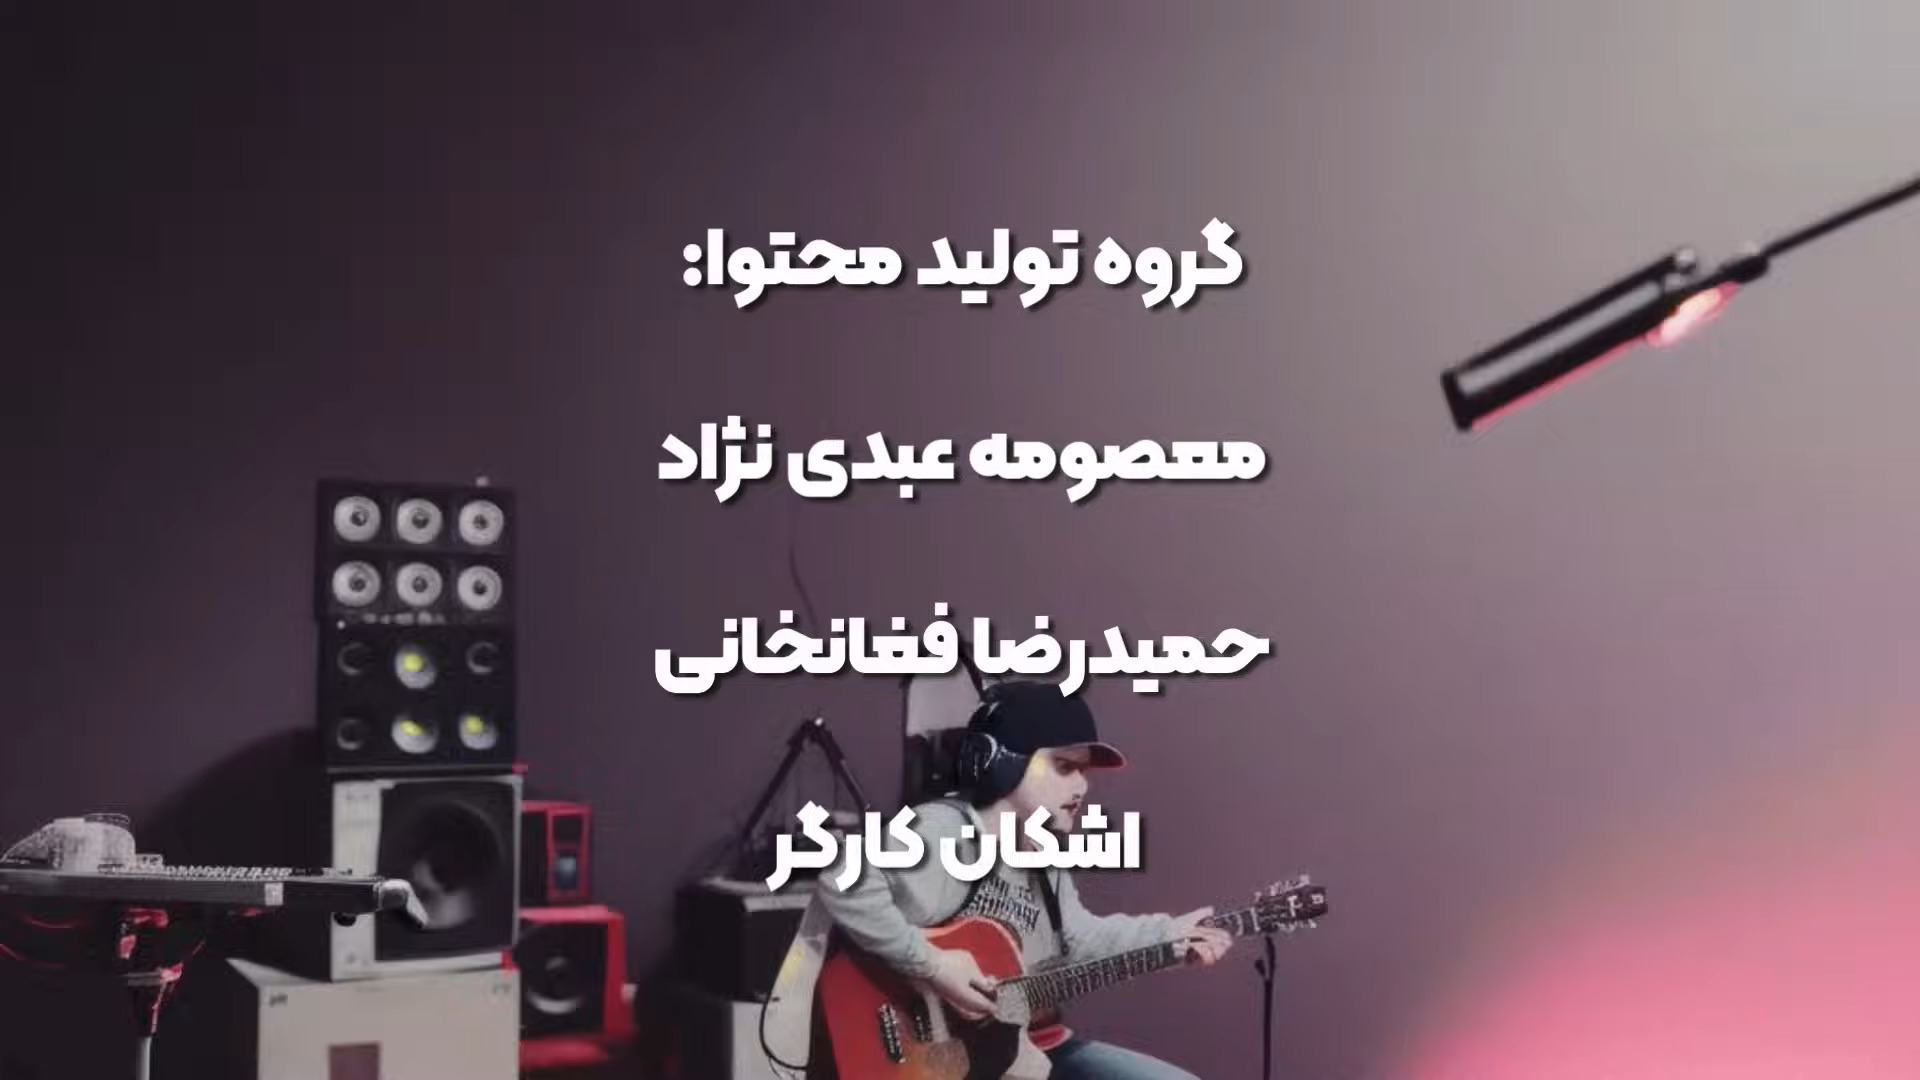 گروه تولید محتوا:
معصومه عبدی نژاد
حمیدرضا فغانخانی
اشکان کارگر